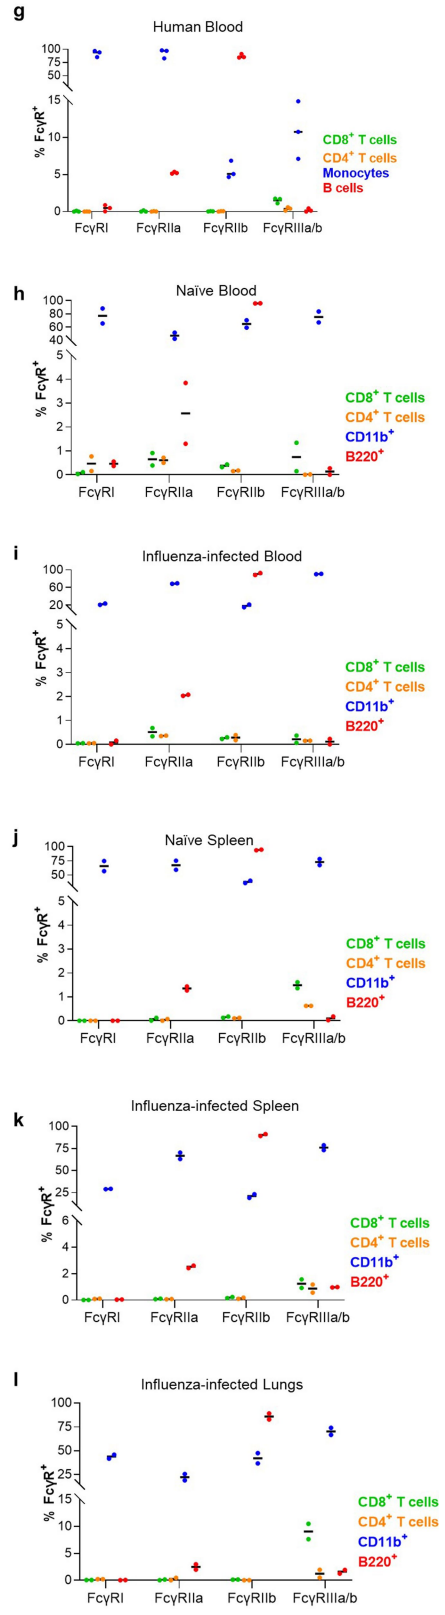 g
Human Blood
100
75
50
15
10
5
0
% FcγR+
FcγRI
FcγRIIa
FcγRIIb
FcγRIIIa/b
CD8+ T cells
CD4+ T cells
Monocytes
B cells
h
Naïve Blood
100
80
60
40
5
4
3
2
1
0
% FcγR+
FcγRI
FcγRIIa
FcγRIIb
FcγRIIIa/b
CD8+ T cells
CD4+ T cells
CD11b+
B220+
i
Influenza-infected Blood
100
80
60
40
20
5
4
3
2
1
0
% FcγR+
FcγRI
FcγRIIa
FcγRIIb
FcγRIIIa/b
CD8+ T cells
CD4+ T cells
CD11b+
B220+
j
Naïve Spleen
100
75
50
5
4
3
2
1
0
% FcγR+
FcγRI
FcγRIIa
FcγRIIb
FcγRIIIa/b
CD8+ T cells
CD4+ T cells
CD11b+
B220+
k
Influenza-infected Spleen
100
75
50
25
6
4
2
0
% FcγR+
FcγRI
FcγRIIa
FcγRIIb
FcγRIIIa/b
CD8+ T cells
CD4+ T cells
CD11b+
B220+
l
Influenza-infected Lungs
100
75
50
25
15
10
5
0
% FcγR+
FcγRI
FcγRIIa
FcγRIIb
FcγRIIIa/b
CD8+ T cells
CD4+ T cells
CD11b+
B220+